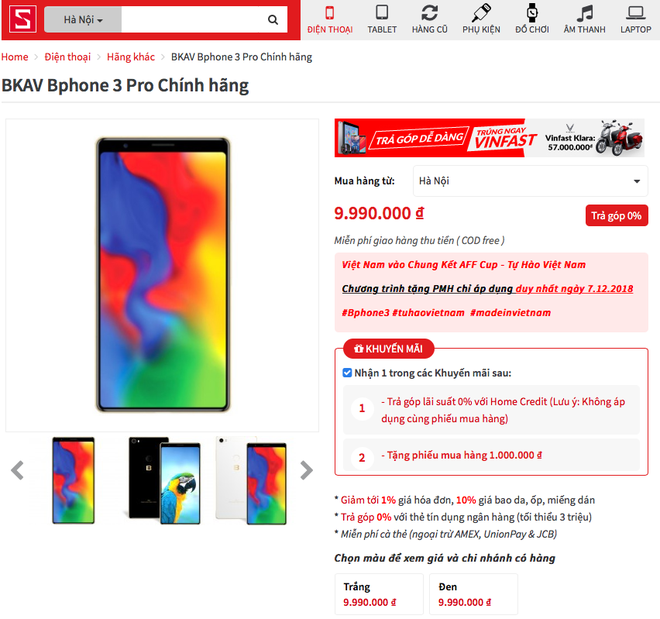 S
Hà Nội
ĐIỆN THOẠI
TABLET
HÀNG CŨ
PHỤ KIỆN
ĐỒ CHƠI
ÂM THANH
LAPTOP
Home > Điện thoại > Hãng khác > BKAV Bphone 3 Pro Chính hãng
BKAV Bphone 3 Pro Chính hãng
TRẢ GÓP DỄ DÀNG
TRÚNG NGAY
VINFAST
Vinfast Klara:
57.000.000đ
Mua hàng từ:
Hà Nội
9.990.000 ₫
Trả góp 0%
Miễn phí giao hàng thu tiền ( COD free )
Việt Nam vào Chung Kết AFF Cup - Tự Hào Việt Nam
Chương trình tặng PMH chỉ áp dụng duy nhất ngày 7.12.2018
#Bphone3 #tuhaovietnam #madeinvietnam
KHUYẾN MÃI
Nhận 1 trong các Khuyến mãi sau:
1
- Trả góp lãi suất 0% với Home Credit (Lưu ý: Không áp
dụng cùng phiếu mua hàng)
2
- Tặng phiếu mua hàng 1.000.000 ₫
* Giảm tới 1% giá hóa đơn, 10% giá bao da, ốp, miếng dán
* Trả góp 0% với thẻ tín dụng ngân hàng (tối thiểu 3 triệu)
* Miễn phí cà thẻ (ngoại trừ AMEX, UnionPay & JCB)
Chọn màu để xem giá và chi nhánh có hàng
Trắng
9.990.000 ₫
Đen
9.990.000 ₫